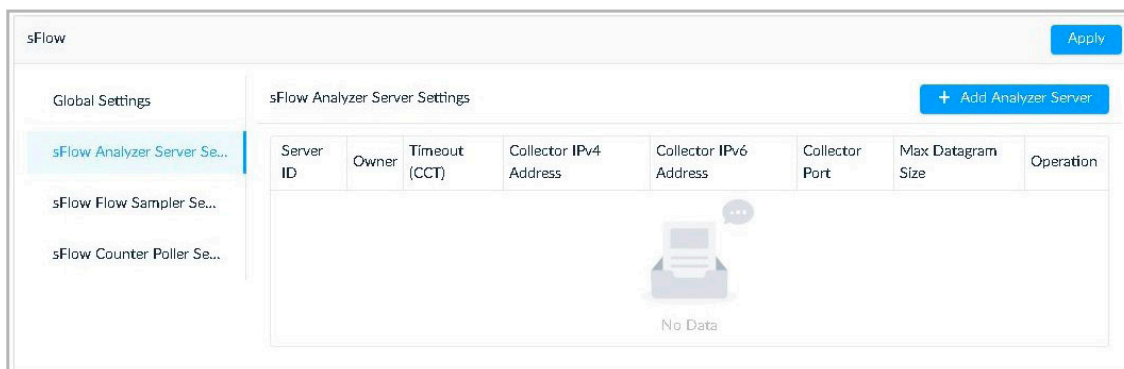 sFlow
Apply
Global Settings
sFlow Analyzer Server Se...
sFlow Flow Sampler Se...
sFlow Counter Poller Se...
sFlow Analyzer Server Settings
+ Add Analyzer Server
Server ID
Owner
Timeout (CCT)
Collector IPv4 Address
Collector IPv6 Address
Collector Port
Max Datagram Size
Operation
No Data